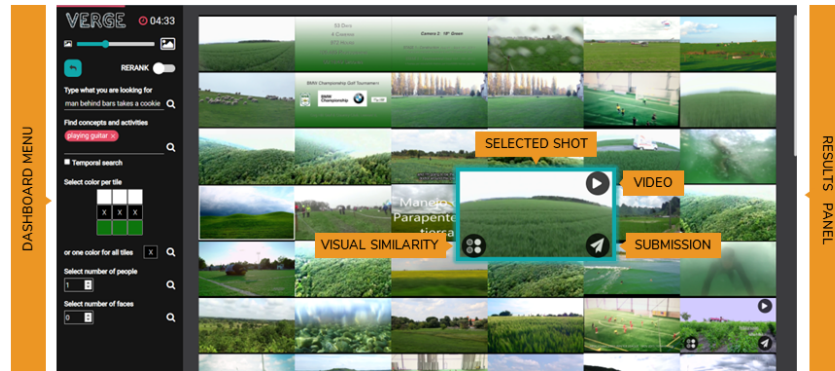 DASHBOARD MENU
VERGE 04:33
RERANK
Type what you are looking for
man behind bars takes a cookie
Find concepts and activities
playing guitar ×
Temporal search
Select color per tile
X X X
or one color for all tiles X
Select number of people
1
Select number of faces
0
BMW Championship Golf Tournament
SELECTED SHOT
VIDEO
Manejo
Parapente
tierra
VISUAL SIMILARITY
SUBMISSION
RESULTS PANEL